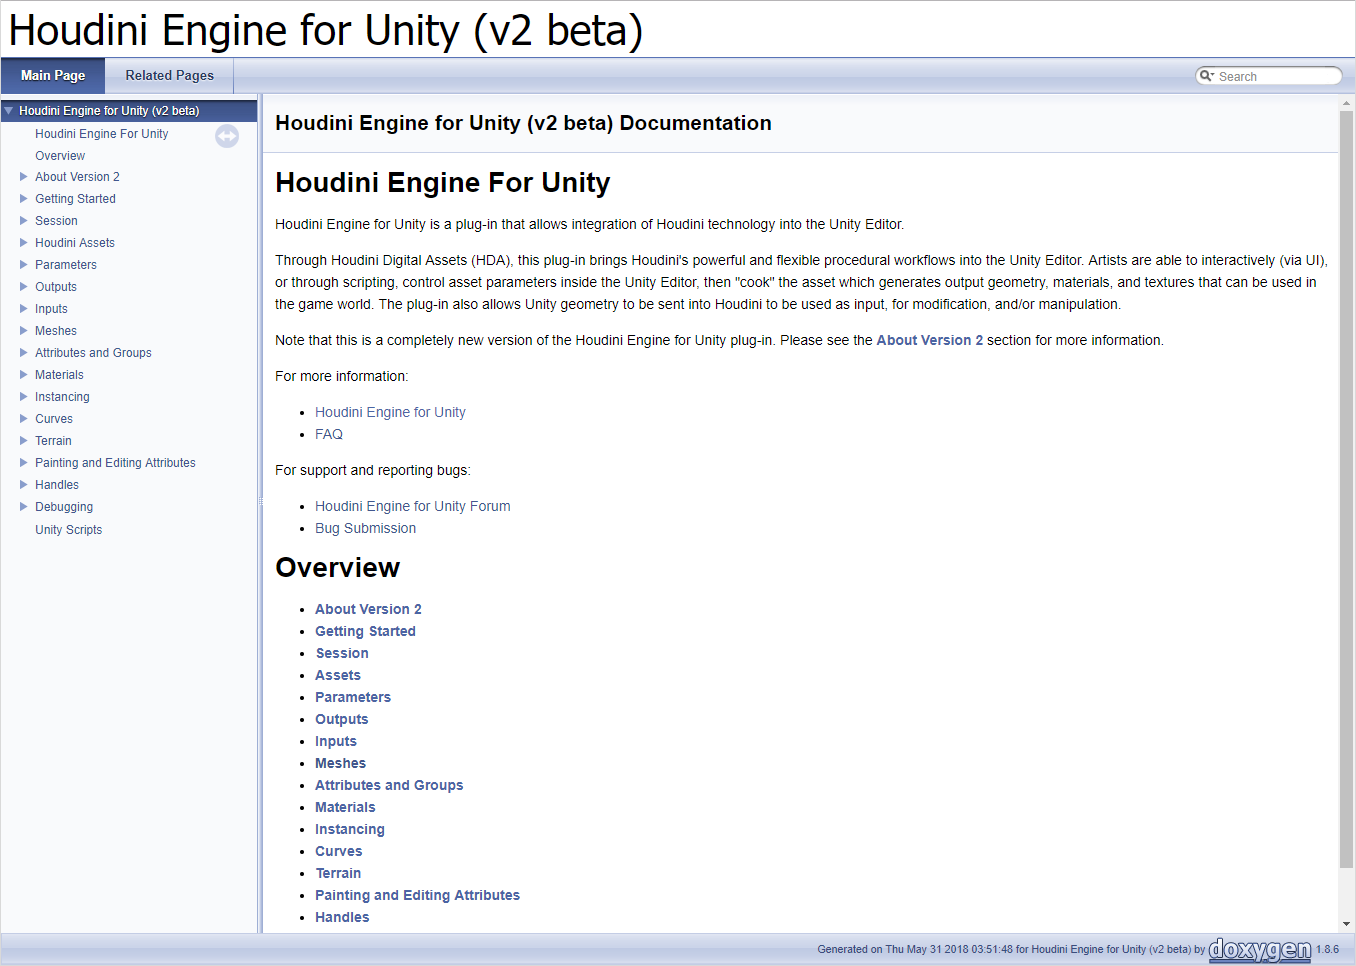 Houdini Engine for Unity (v2 beta)
Main Page
Related Pages
Search
Houdini Engine for Unity (v2 beta)
Houdini Engine For Unity
Overview
About Version 2
Getting Started
Session
Houdini Assets
Parameters
Outputs
Inputs
Meshes
Attributes and Groups
Materials
Instancing
Curves
Terrain
Painting and Editing Attributes
Handles
Debugging
Unity Scripts
Houdini Engine for Unity (v2 beta) Documentation
Houdini Engine For Unity
Houdini Engine for Unity is a plug-in that allows integration of Houdini technology into the Unity Editor.
Through Houdini Digital Assets (HDA), this plug-in brings Houdini's powerful and flexible procedural workflows into the Unity Editor. Artists are able to interactively (via UI),
or through scripting, control asset parameters inside the Unity Editor, then "cook" the asset which generates output geometry, materials, and textures that can be used in
the game world. The plug-in also allows Unity geometry to be sent into Houdini to be used as input, for modification, and/or manipulation.
Note that this is a completely new version of the Houdini Engine for Unity plug-in. Please see the About Version 2 section for more information.
For more information:
Houdini Engine for Unity
FAQ
For support and reporting bugs:
Houdini Engine for Unity Forum
Bug Submission
Overview
About Version 2
Getting Started
Session
Assets
Parameters
Outputs
Inputs
Meshes
Attributes and Groups
Materials
Instancing
Curves
Terrain
Painting and Editing Attributes
Handles
Generated on Thu May 31 2018 03:51:48 for Houdini Engine for Unity (v2 beta) by doxygen 1.8.6